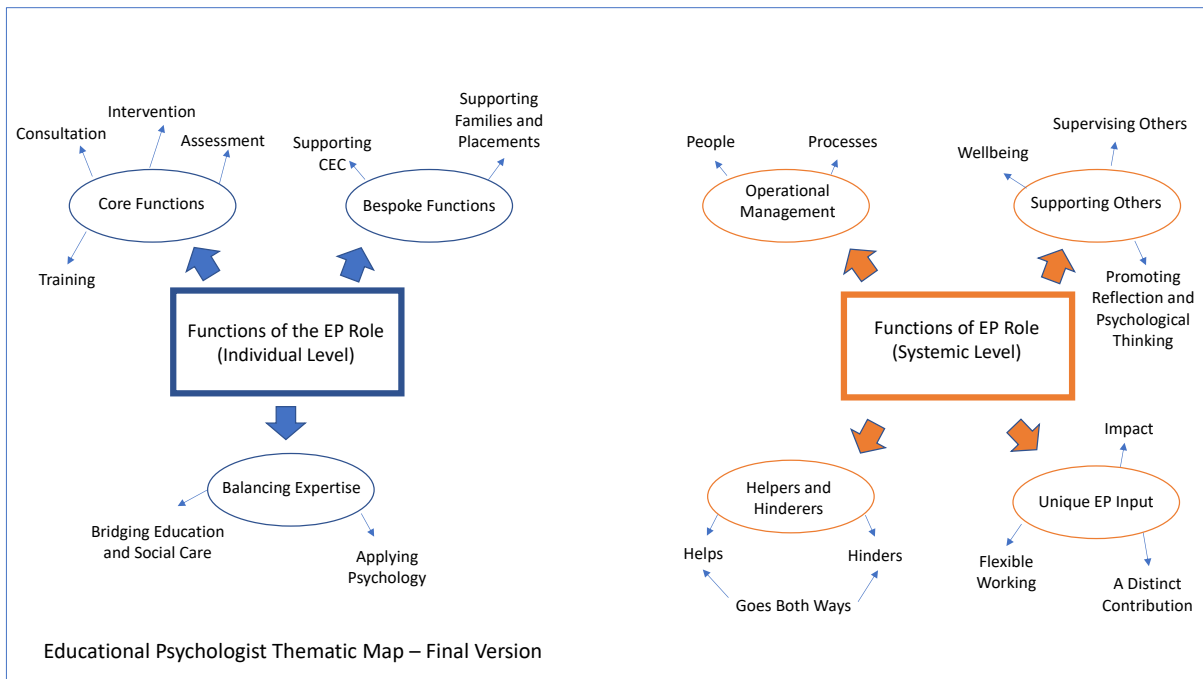 Intervention
Consultation
Assessment
Core Functions
Training
Supporting
CEC
Supporting
Families and
Placements
Bespoke Functions
Functions of the EP Role
(Individual Level)
Balancing Expertise
Bridging Education
and Social Care
Applying
Psychology
People
Processes
Operational
Management
Supervising Others
Wellbeing
Supporting Others
Promoting
Reflection and
Psychological
Thinking
Functions of EP Role
(Systemic Level)
Helpers and
Hinderers
Helps
Hinders
Goes Both Ways
Impact
Unique EP Input
Flexible
Working
A Distinct
Contribution
Educational Psychologist Thematic Map – Final Version